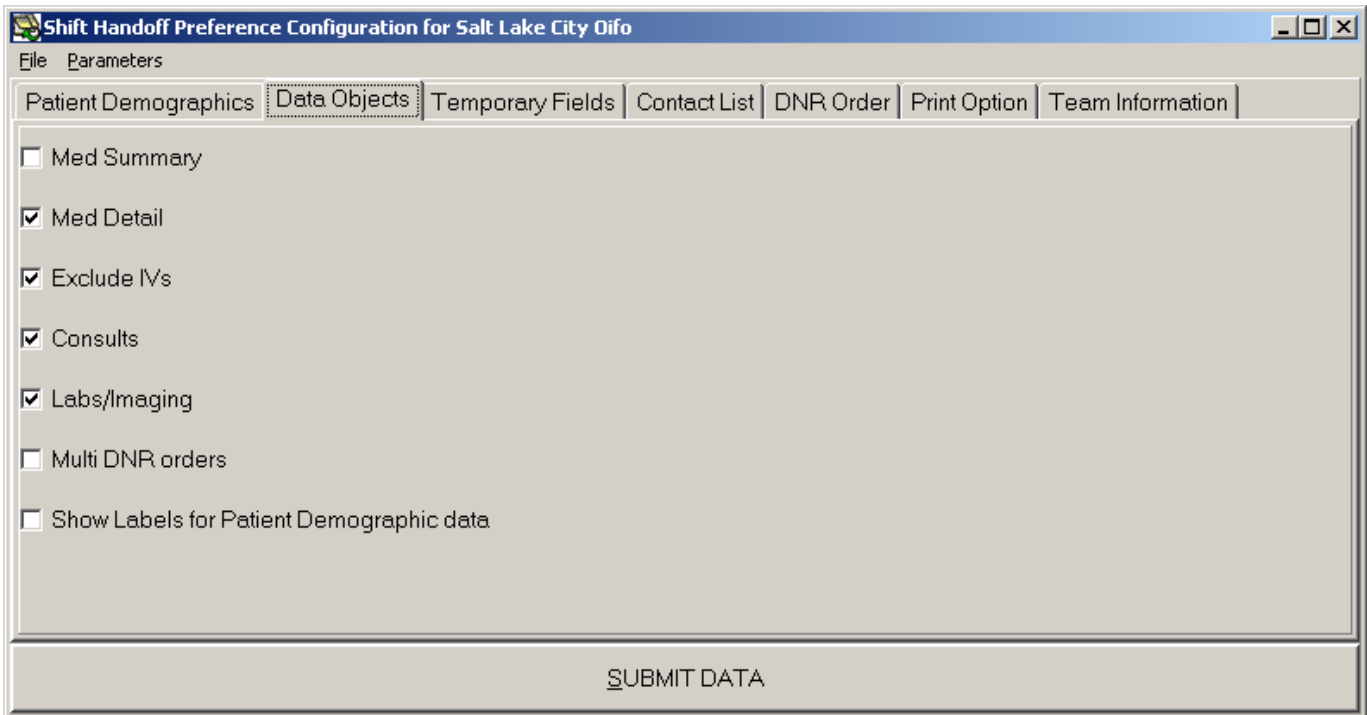 Shift Handoff Preference Configuration for Salt Lake City Oifo
File Parameters
Patient Demographics Data Objects Temporary Fields Contact List DNR Order Print Option Team Information
Med Summary
Med Detail
Exclude IVs
Consults
Labs/Imaging
Multi DNR orders
Show Labels for Patient Demographic data
SUBMIT DATA